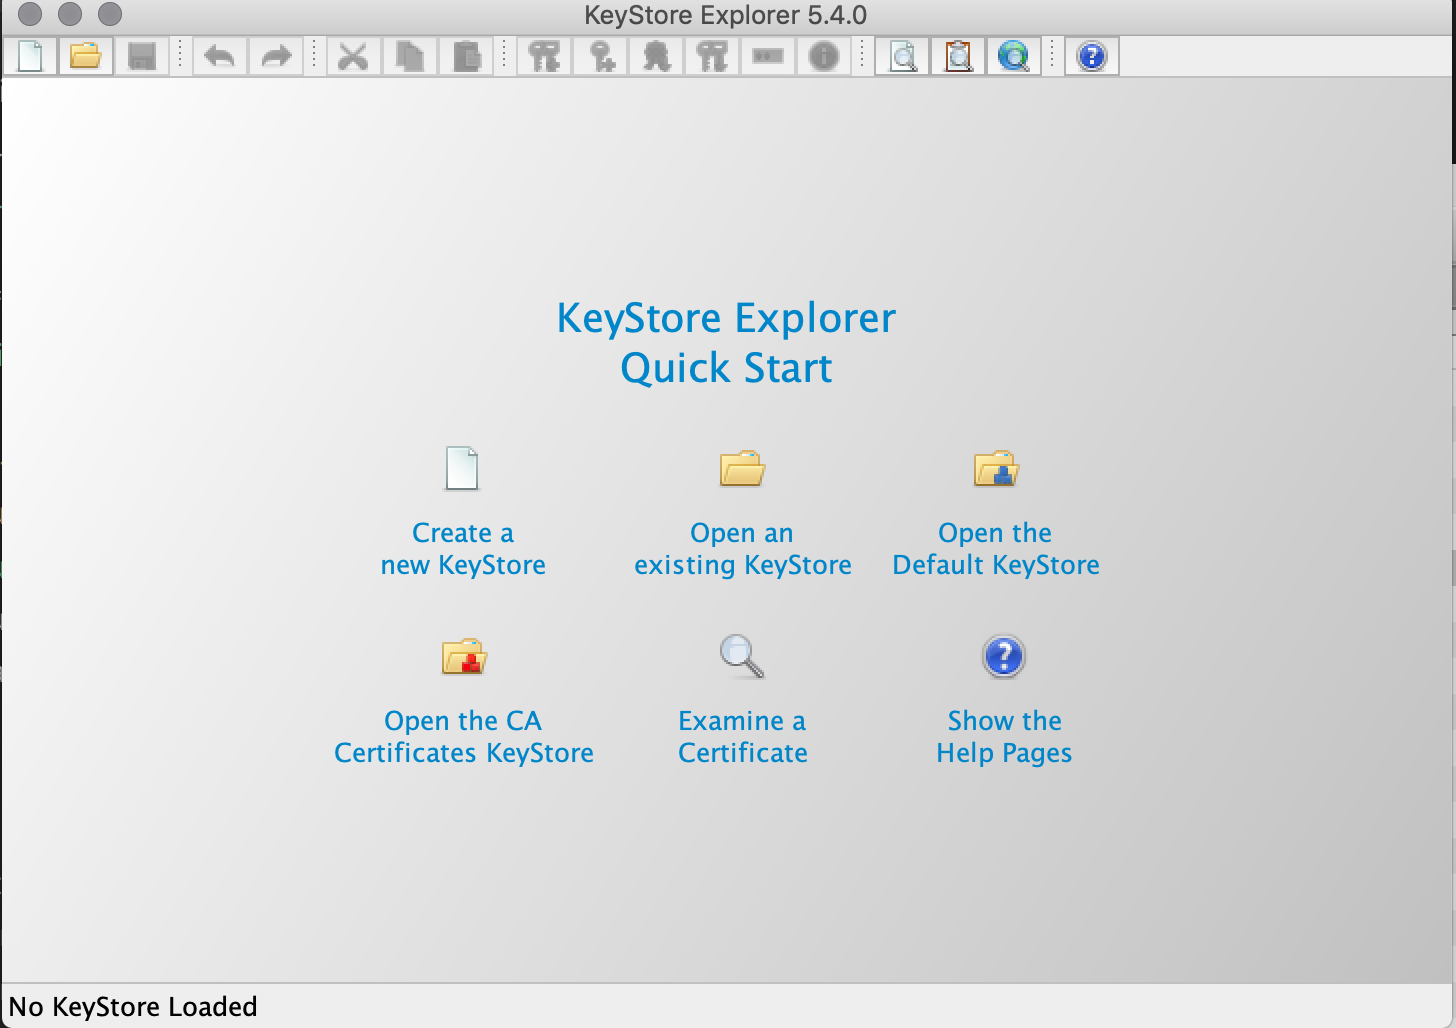 KeyStore Explorer 5.4.0
KeyStore Explorer
Quick Start
Create a
new KeyStore
Open an
existing KeyStore
Open the
Default KeyStore
Open the CA
Certificates KeyStore
Examine a
Certificate
Show the
Help Pages
No KeyStore Loaded